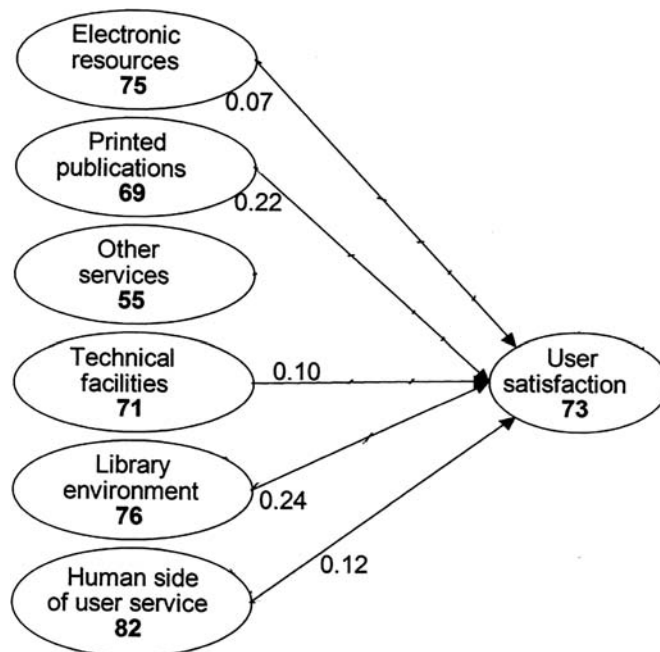 Electronic
resources
75
0.07
Printed
publications
69
0.22
Other
services
55
Technical
facilities
71
0.10
User
satisfaction
73
Library
environment
76
0.24
Human side
of user service
82
0.12